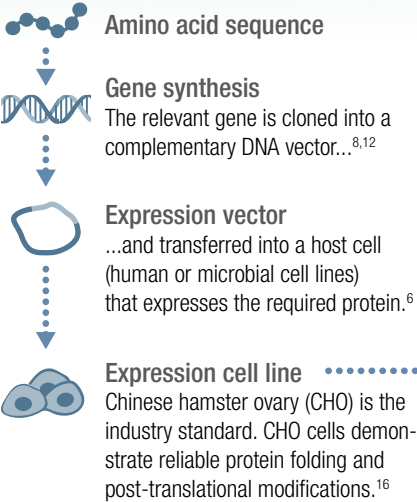 Amino acid sequence
Gene synthesis
The relevant gene is cloned into a
complementary DNA vector...8,12
Expression vector
...and transferred into a host cell
(human or microbial cell lines)
that expresses the required protein.6
Expression cell line
Chinese hamster ovary (CHO) is the
industry standard. CHO cells demon-
strate reliable protein folding and
post-translational modifications.16